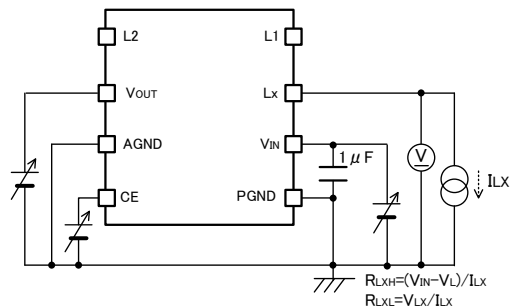 L2
L1
VOUT
LX
AGND
VIN
1μF
V
ILX
CE
PGND
RLXH=(VIN-VL)/ILX
RLXL=VLX/ILX